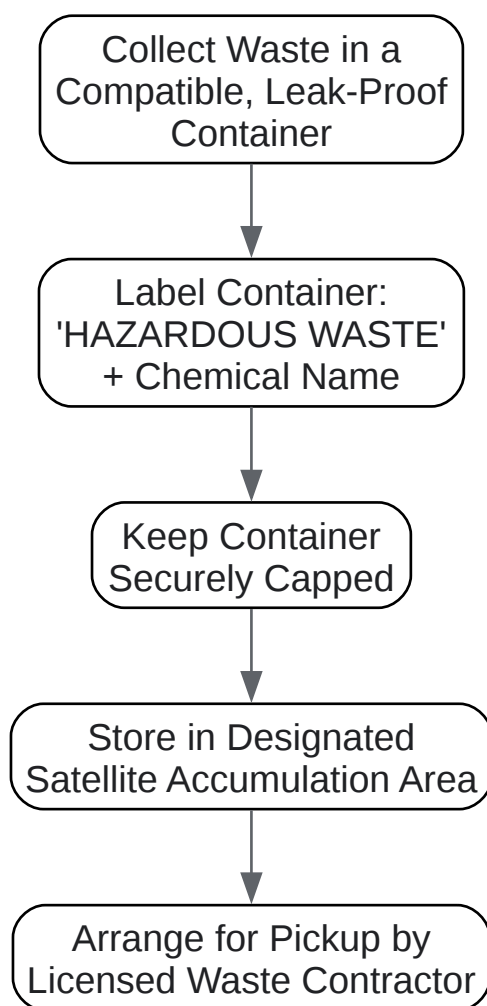 Collect Waste in a
Compatible, Leak-Proof
Container
Label Container:
'HAZARDOUS WASTE'
+ Chemical Name
Keep Container
Securely Capped
Store in Designated
Satellite Accumulation Area
Arrange for Pickup by
Licensed Waste Contractor